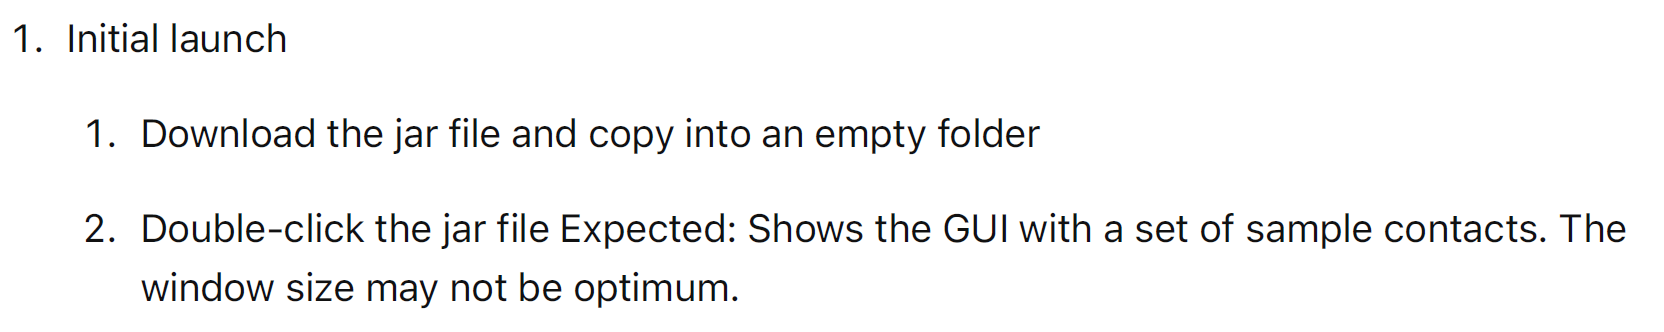 1. Initial launch
1. Download the jar file and copy into an empty folder
2. Double-click the jar file Expected: Shows the GUI with a set of sample contacts. The
window size may not be optimum.